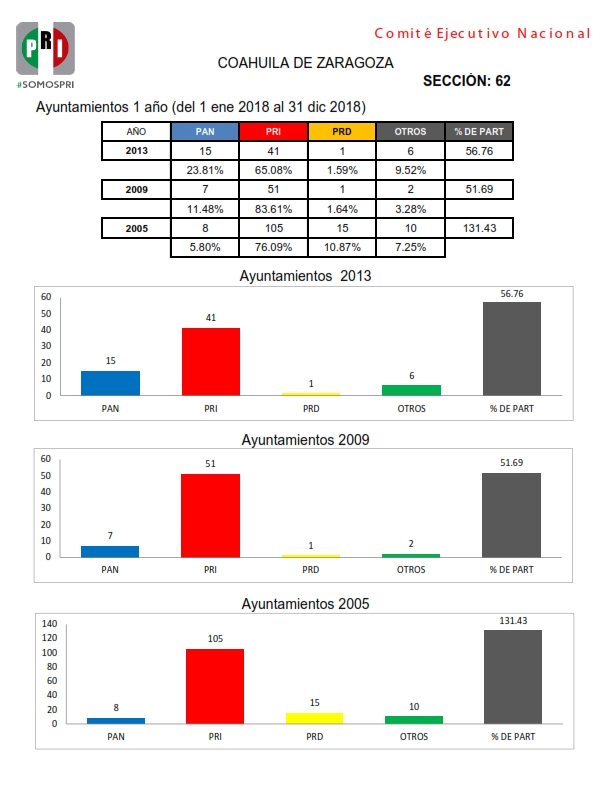 Comité Ejecutivo Nacional
PRI
#SOMOSPRI
COAHUILA DE ZARAGOZA
SECCIÓN: 62
Ayuntamientos 1 año (del 1 ene 2018 al 31 dic 2018)
AÑO PAN PRI PRD OTROS % DE PART
2013 15 41 1 6 56.76
23.81% 65.08% 1.59% 9.52%
2009 7 51 1 2 51.69
11.48% 83.61% 1.64% 3.28%
2005 8 105 15 10 131.43
5.80% 76.09% 10.87% 7.25%
Ayuntamientos 2013
60
50
40
30
20
10
0
15 41 1 6 56.76
PAN PRI PRD OTROS % DE PART
Ayuntamientos 2009
60
50
40
30
20
10
0
7 51 1 2 51.69
PAN PRI PRD OTROS % DE PART
Ayuntamientos 2005
140
120
100
80
60
40
20
0
8 105 15 10 131.43
PAN PRI PRD OTROS % DE PART